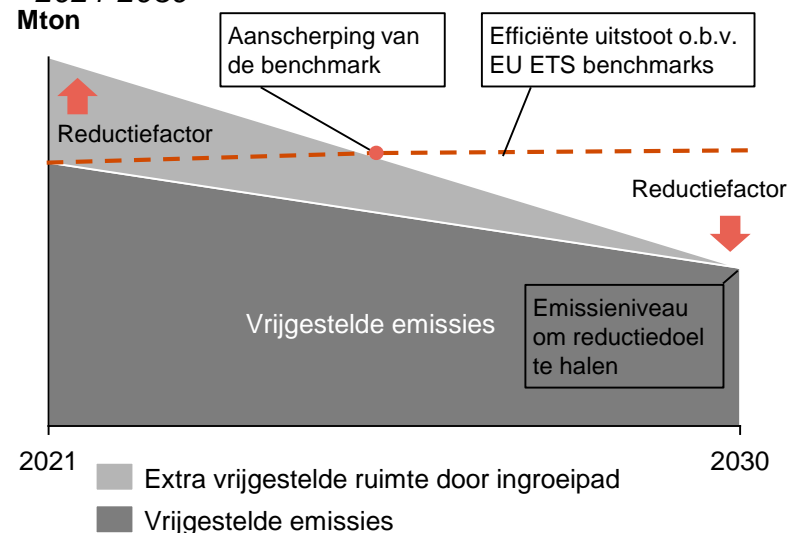 Mton
Aanscherping van
de benchmark
Efficiënte uitstoot o.b.v.
EU ETS benchmarks
Reductiefactor
Reductiefactor
Vrijgestelde emissies
Emissieniveau
om reductiedoel
te halen
2021
2030
Extra vrijgestelde ruimte door ingroeipad
Vrijgestelde emissies